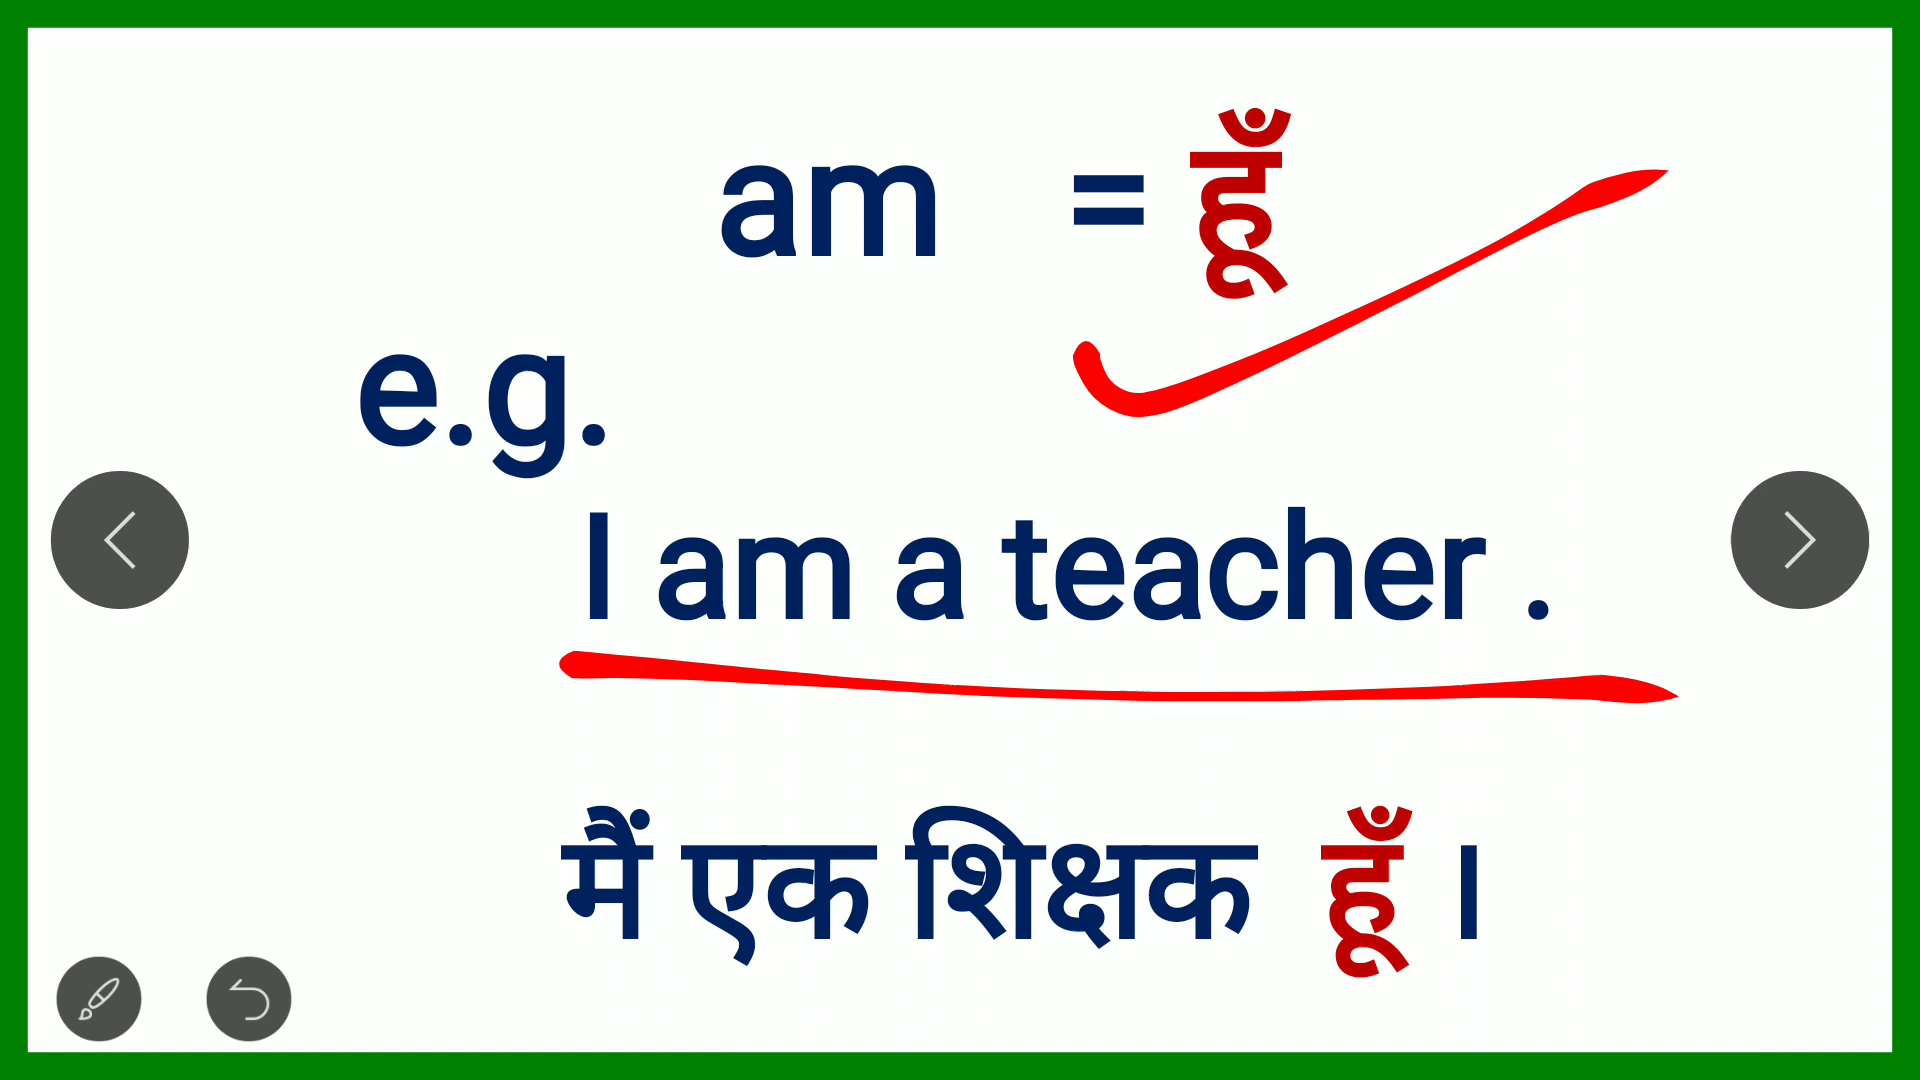 am = हूँ
e.g.
I am a teacher .
मैं एक शिक्षक हूँ ।